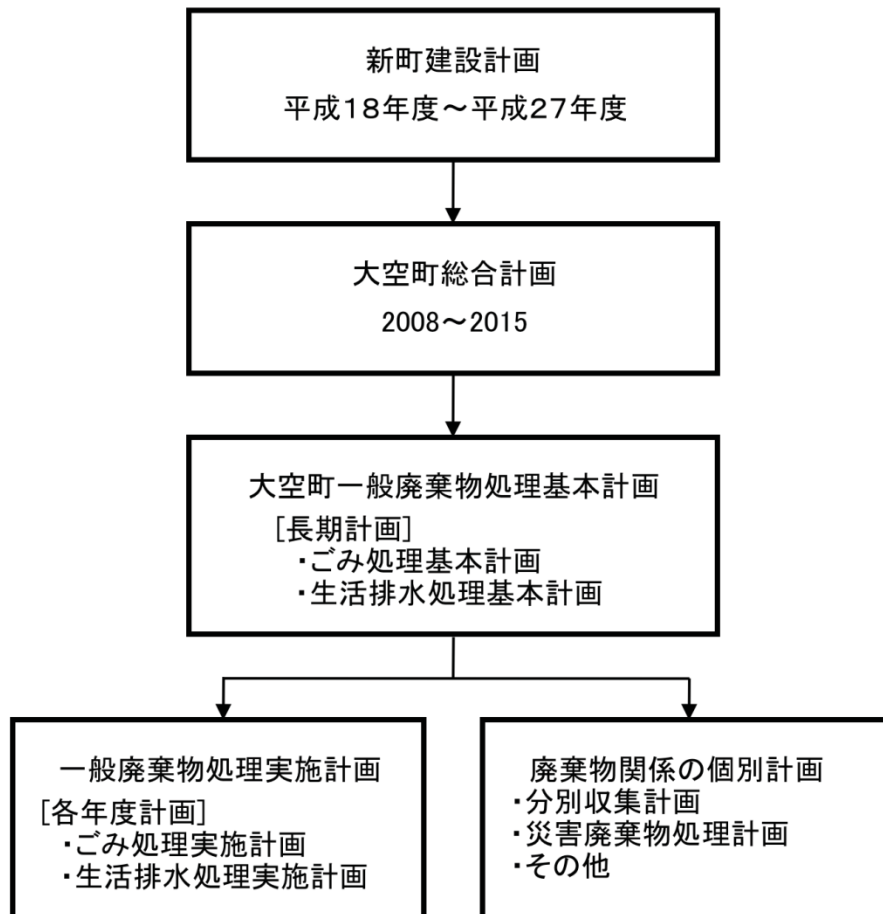 新町建設計画
平成18年度～平成27年度
大空町総合計画
2008～2015
大空町一般廃棄物処理基本計画
[長期計画]
・ごみ処理基本計画
・生活排水処理基本計画
一般廃棄物処理実施計画
[各年度計画]
・ごみ処理実施計画
・生活排水処理実施計画
廃棄物関係の個別計画
・分別収集計画
・災害廃棄物処理計画
・その他